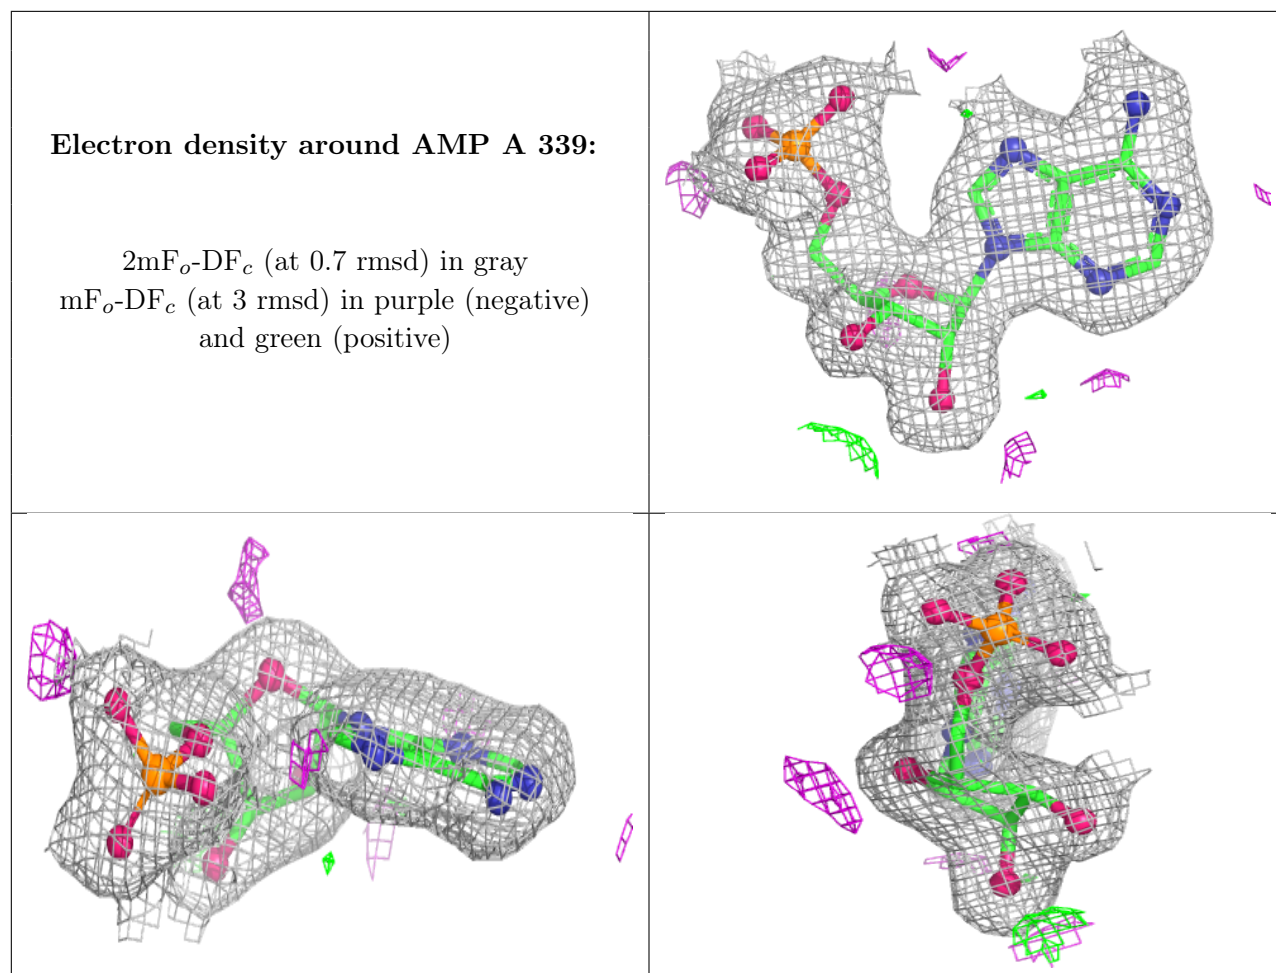 Electron density around AMP A 339:
2mFo-DFc (at 0.7 rmsd) in gray
mFo-DFc (at 3 rmsd) in purple (negative)
and green (positive)